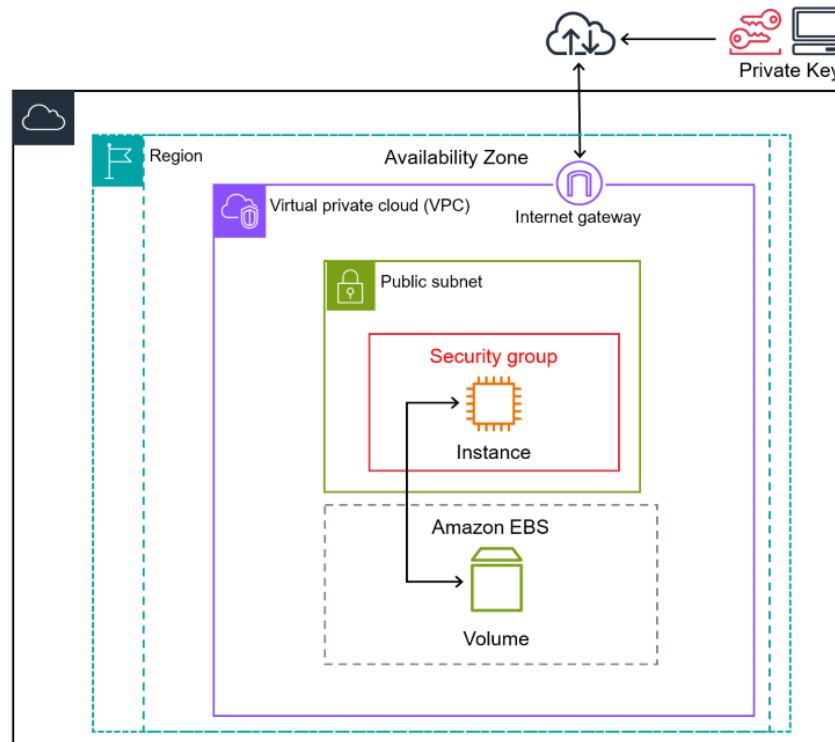 Private Key
Region
Availability Zone
Virtual private cloud (VPC)
Internet gateway
Public subnet
Security group
Instance
Amazon EBS
Volume